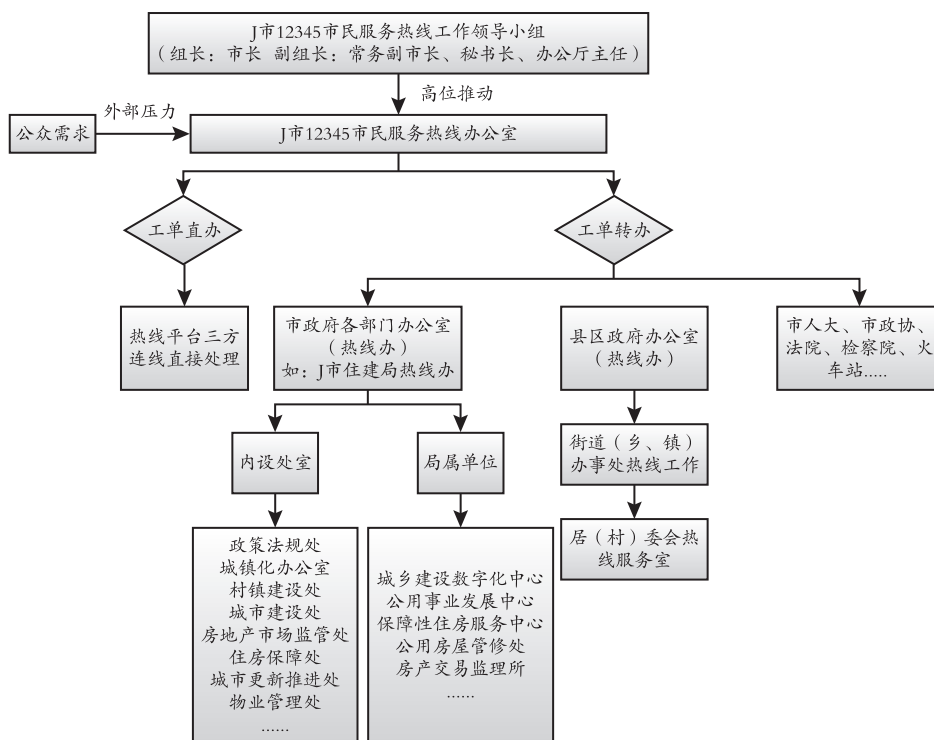 J市12345市民服务热线工作领导小组
（组长：市长 副组长：常务副市长、秘书长、办公厅主任）
高位推动
外部压力
公众需求
J市12345市民服务热线办公室
工单直办
工单转办
热线平台三方
连线直接处理
市政府各部门办公室
（热线办）
如：J市住建局热线办
县区政府办公室
（热线办）
市人大、市政协、
法院、检察院、火
车站.....
内设处室
局属单位
街道（乡、镇）
办事处热线工作
居（村）委会热
线服务室
政策法规处
城镇化办公室
村镇建设处
城市建设处
房地产市场监管处
住房保障处
城市更新推进处
物业管理处
......
城乡建设数字化中心
公用事业发展中心
保障性住房服务中心
公用房屋管修处
房产交易监理所
......